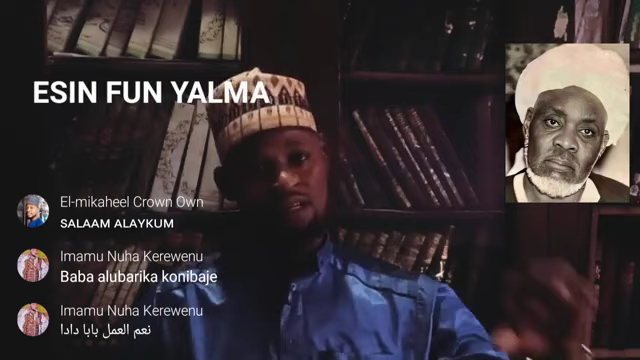 ESIN FUN YALMA
El-mikaheel Crown Own
SALAAM ALAYKUM
Imamu Nuha Kerewenu
Baba alubarika konibaje
Imamu Nuha Kerewenu
نعم العمل بابا دادا